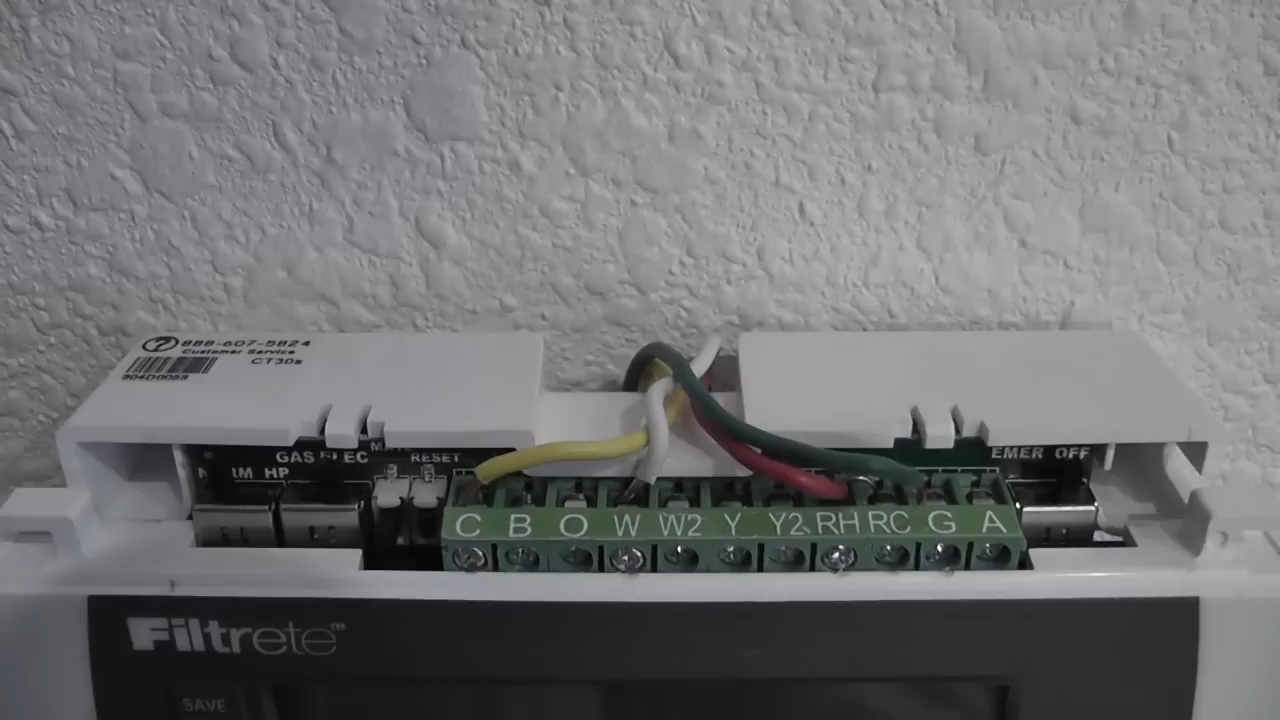 888-607-5824
Customer Service
CT30s
GAS ELEC
RESET
HP
EMER OFF
C B O W W2 Y Y2 RH RC G A
Filtrete™
SAVE